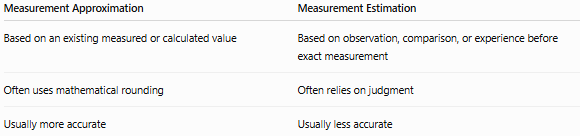 Measurement Approximation Measurement Estimation
Based on an existing measured or calculated value Based on observation, comparison, or experience before
exact measurement
Often uses mathematical rounding Often relies on judgment
Usually more accurate Usually less accurate